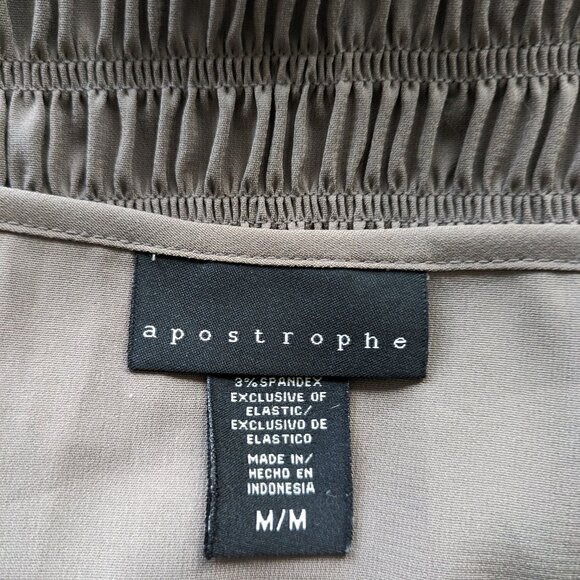 apostrophe
3% SPANDEX
EXCLUSIVE OF
ELASTIC/
EXCLUSIVO DE
ELASTICO
MADE IN/
HECHO EN
INDONESIA
M/M